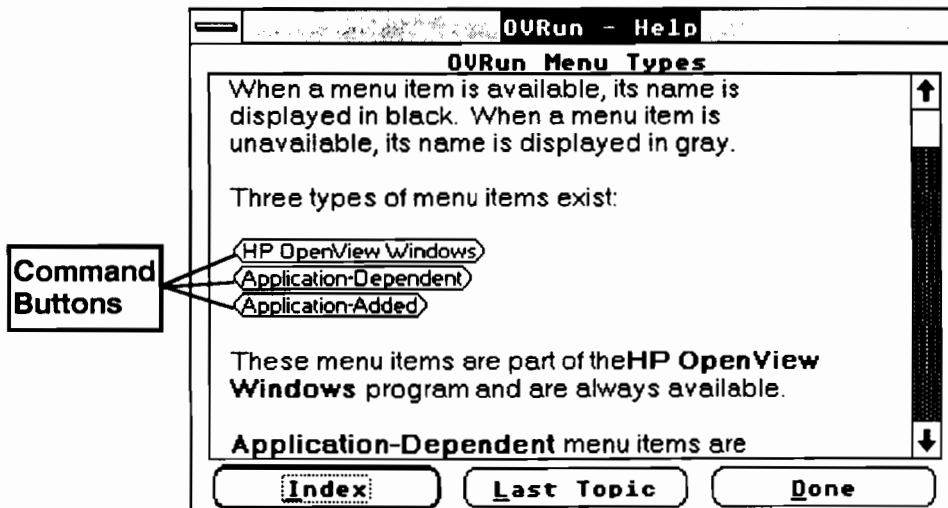 OVRun - Help
OVRun Menu Types
When a menu item is available, its name is
displayed in black. When a menu item is
unavailable, its name is displayed in gray.
Three types of menu items exist:
Command
Buttons
HP OpenView Windows
Application-Dependent
Application-Added
These menu items are part of theHP OpenView
Windows program and are always available.
Application-Dependent menu items are
Index
Last Topic
Done